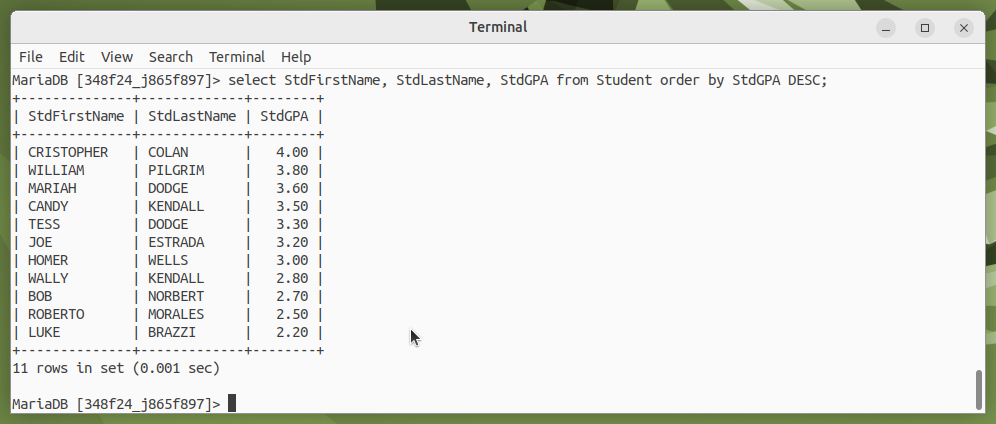 Terminal
File Edit View Search Terminal Help
MariaDB [348f24_j865f897]> select StdFirstName, StdLastName, StdGPA from Student order by StdGPA DESC;
+--------------+-------------+--------+
| StdFirstName | StdLastName | StdGPA |
+--------------+-------------+--------+
| CRISTOPHER   | COLAN       |   4.00 |
| WILLIAM      | PILGRIM     |   3.80 |
| MARIAH       | DODGE       |   3.60 |
| CANDY        | KENDALL     |   3.50 |
| TESS         | DODGE       |   3.30 |
| JOE          | ESTRADA     |   3.20 |
| HOMER        | WELLS       |   3.00 |
| WALLY        | KENDALL     |   2.80 |
| BOB          | NORBERT     |   2.70 |
| ROBERTO      | MORALES     |   2.50 |
| LUKE         | BRAZZI      |   2.20 |
+--------------+-------------+--------+
11 rows in set (0.001 sec)
MariaDB [348f24_j865f897]>